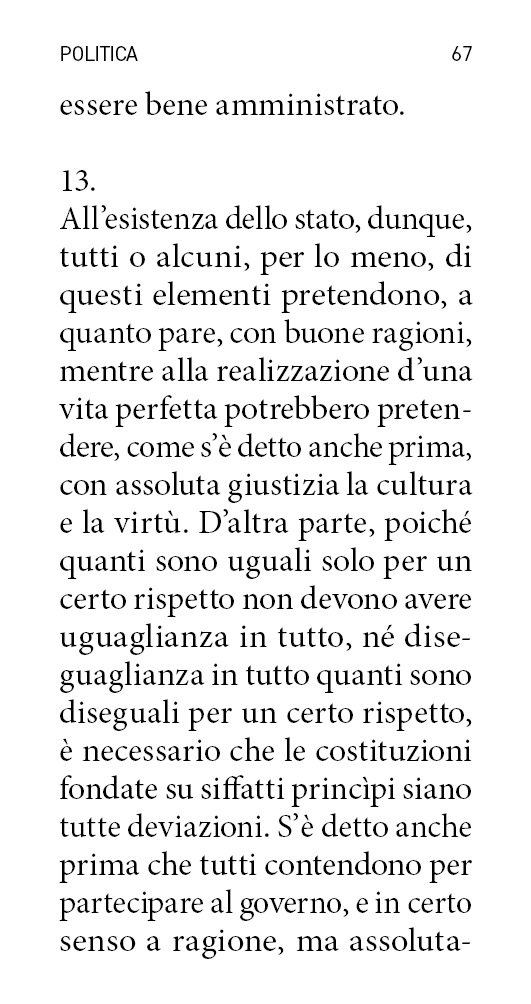 POLITICA 67
essere bene amministrato.
13.
All’esistenza dello stato, dunque,
tutti o alcuni, per lo meno, di
questi elementi pretendono, a
quanto pare, con buone ragioni,
mentre alla realizzazione d’una
vita perfetta potrebbero preten-
dere, come s’è detto anche prima,
con assoluta giustizia la cultura
e la virtù. D’altra parte, poiché
quanti sono uguali solo per un
certo rispetto non devono avere
uguaglianza in tutto, né dise-
guaglianza in tutto quanti sono
diseguali per un certo rispetto,
è necessario che le costituzioni
fondate su siffatti princìpi siano
tutte deviazioni. S’è detto anche
prima che tutti contendono per
partecipare al governo, e in certo
senso a ragione, ma assoluta-